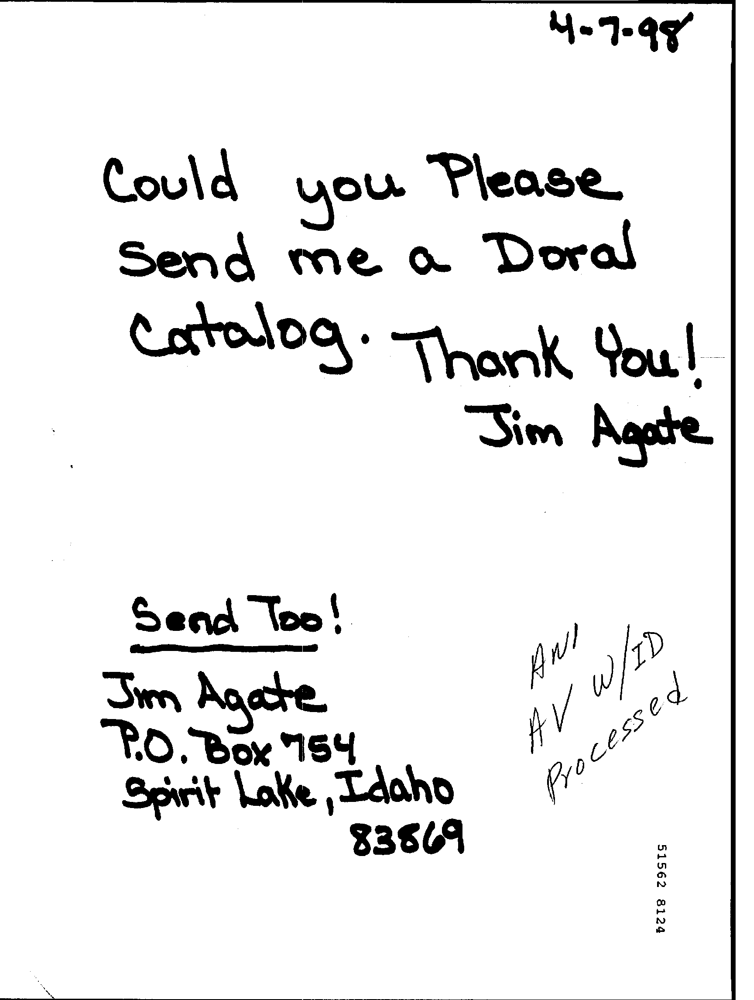 4-7-98
Could you Please
Send me a Doral
Catalog. Thank You!
Jim Agate
Send Too!
Jim Agate
P.O. Box 754
Spirit Lake, Idaho
83869
ANI
AV W/ID
Processed
51562 8124